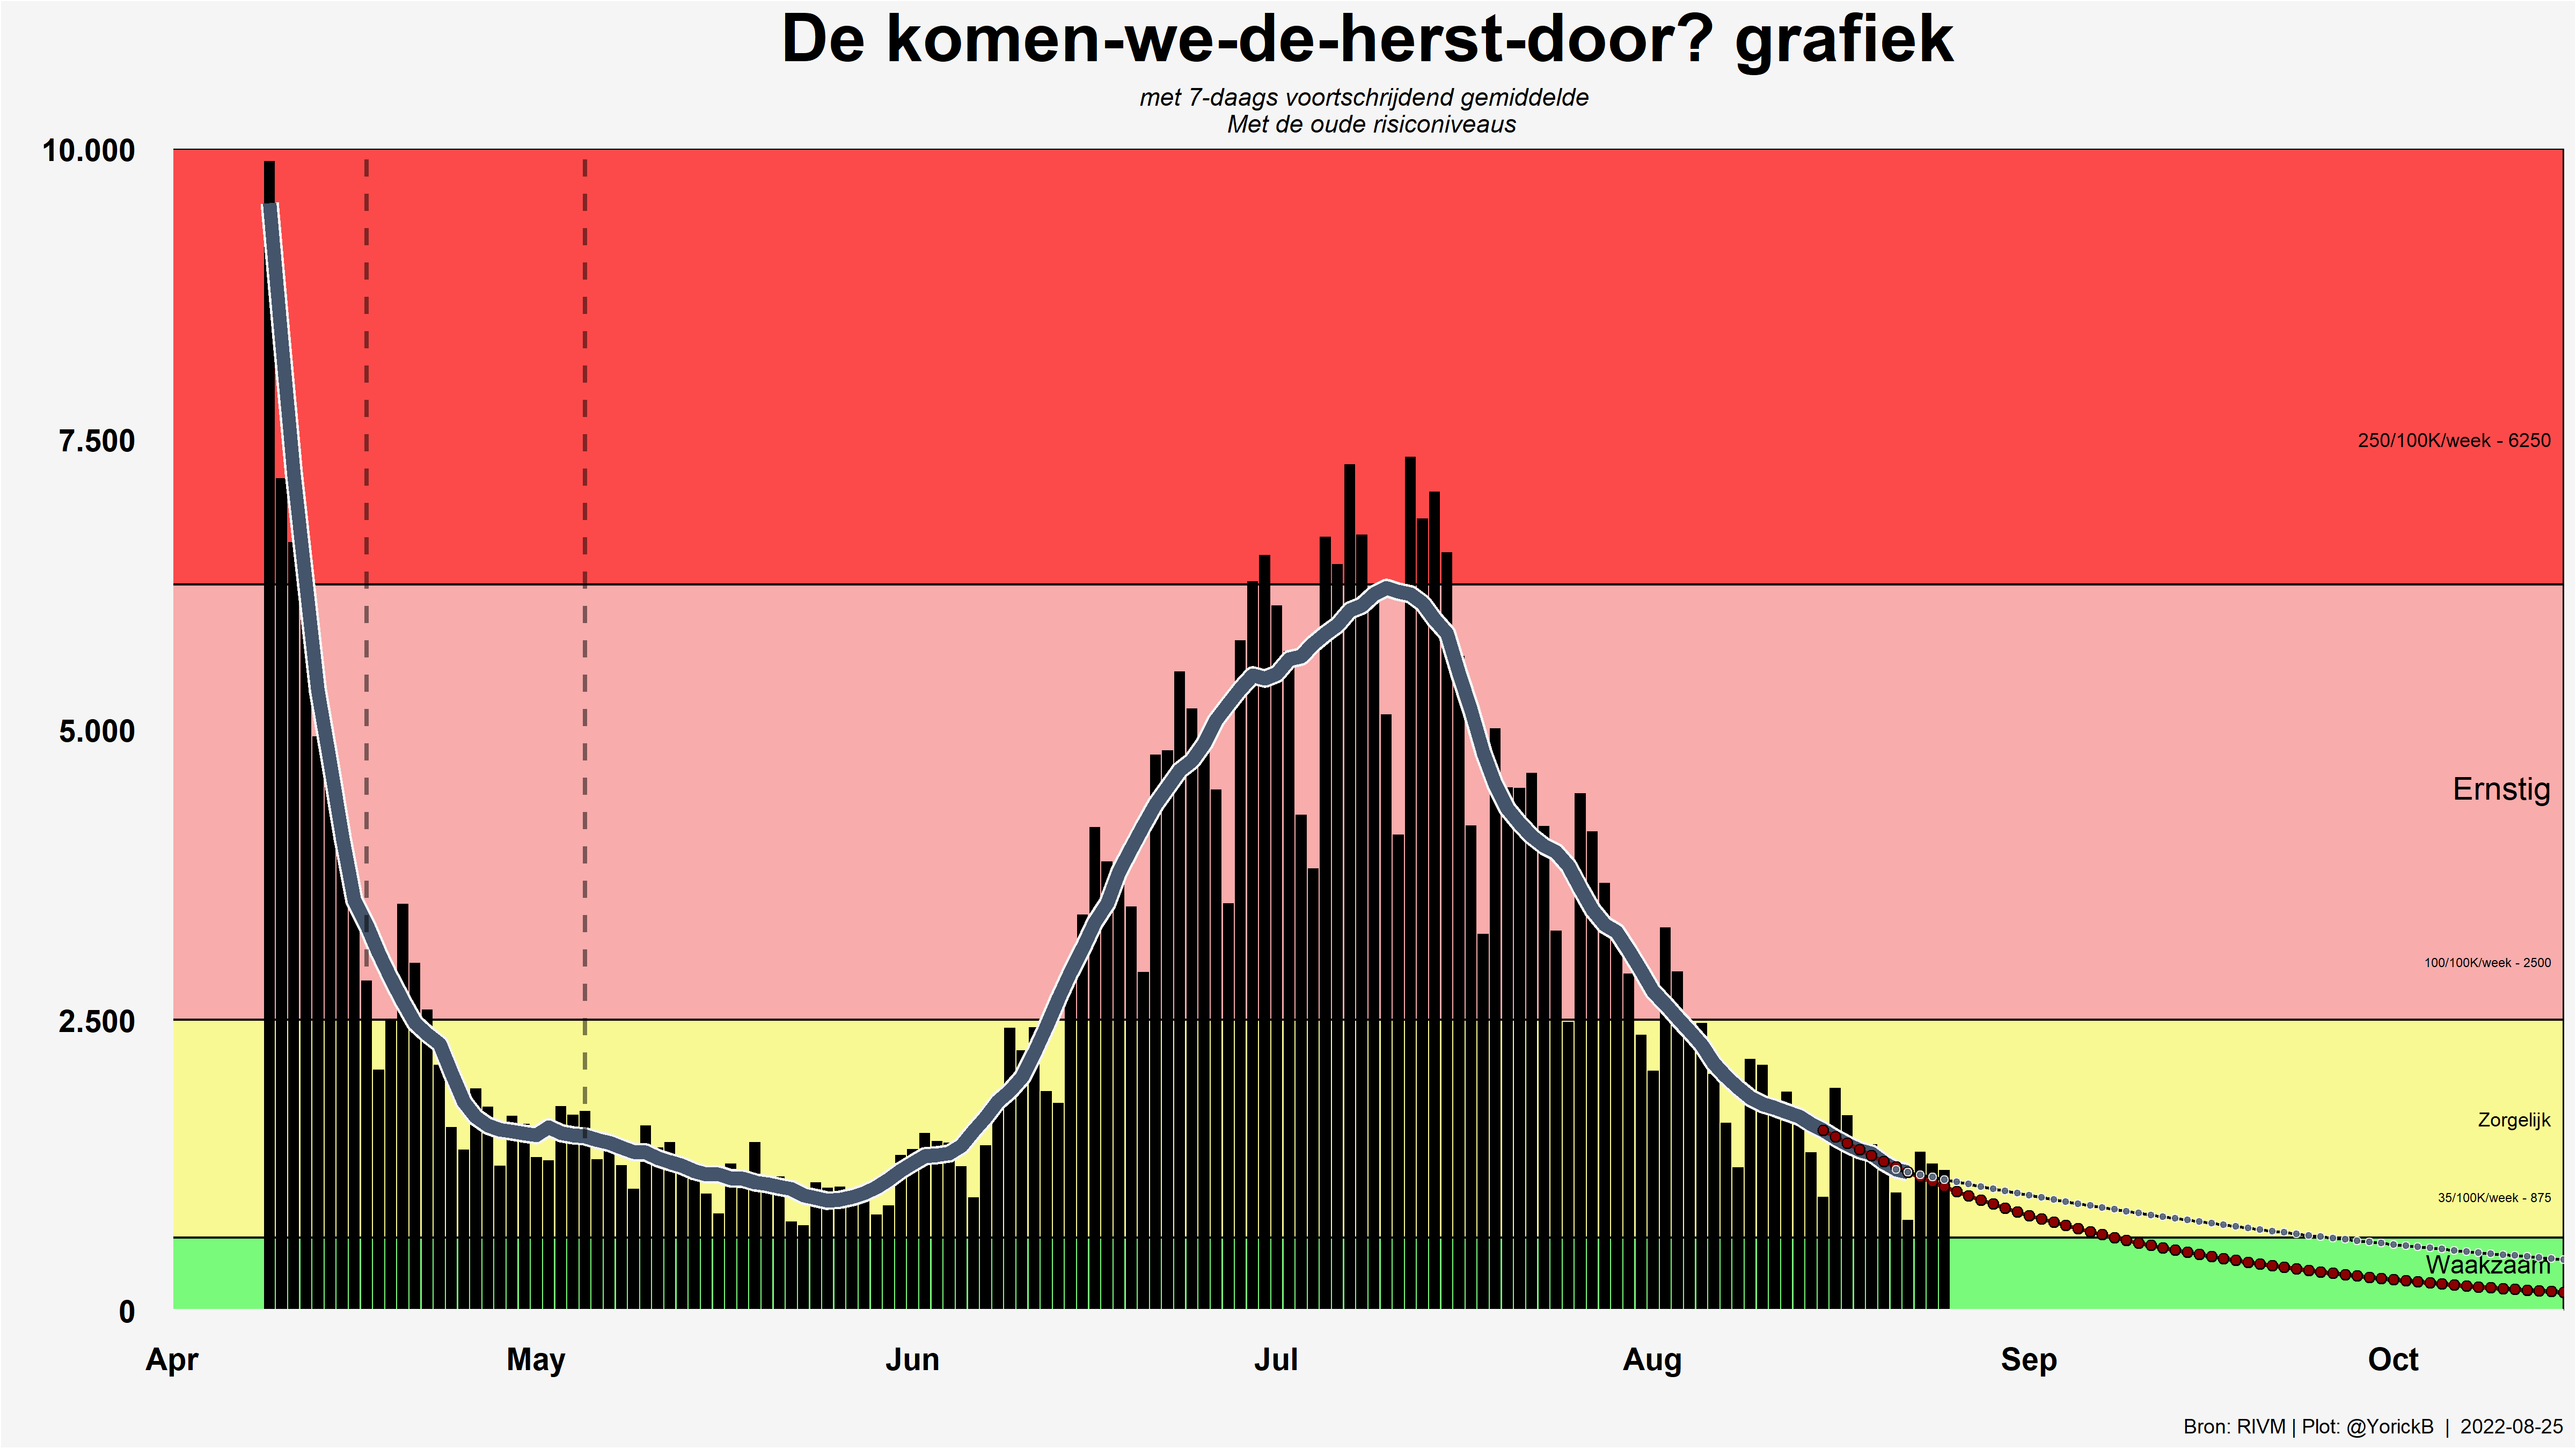 De komen-we-de-herst-door? grafiek
met 7-daags voortschrijdend gemiddelde
Met de oude risiconiveaus
10.000
7.500
250/100K/week - 6250
5.000
Ernstig
100/100K/week - 2500
2.500
Zorgelijk
35/100K/week - 875
Waakzaam
0
Apr May Jun Jul Aug Sep Oct
Bron: RIVM | Plot: @YorickB | 2022-08-25